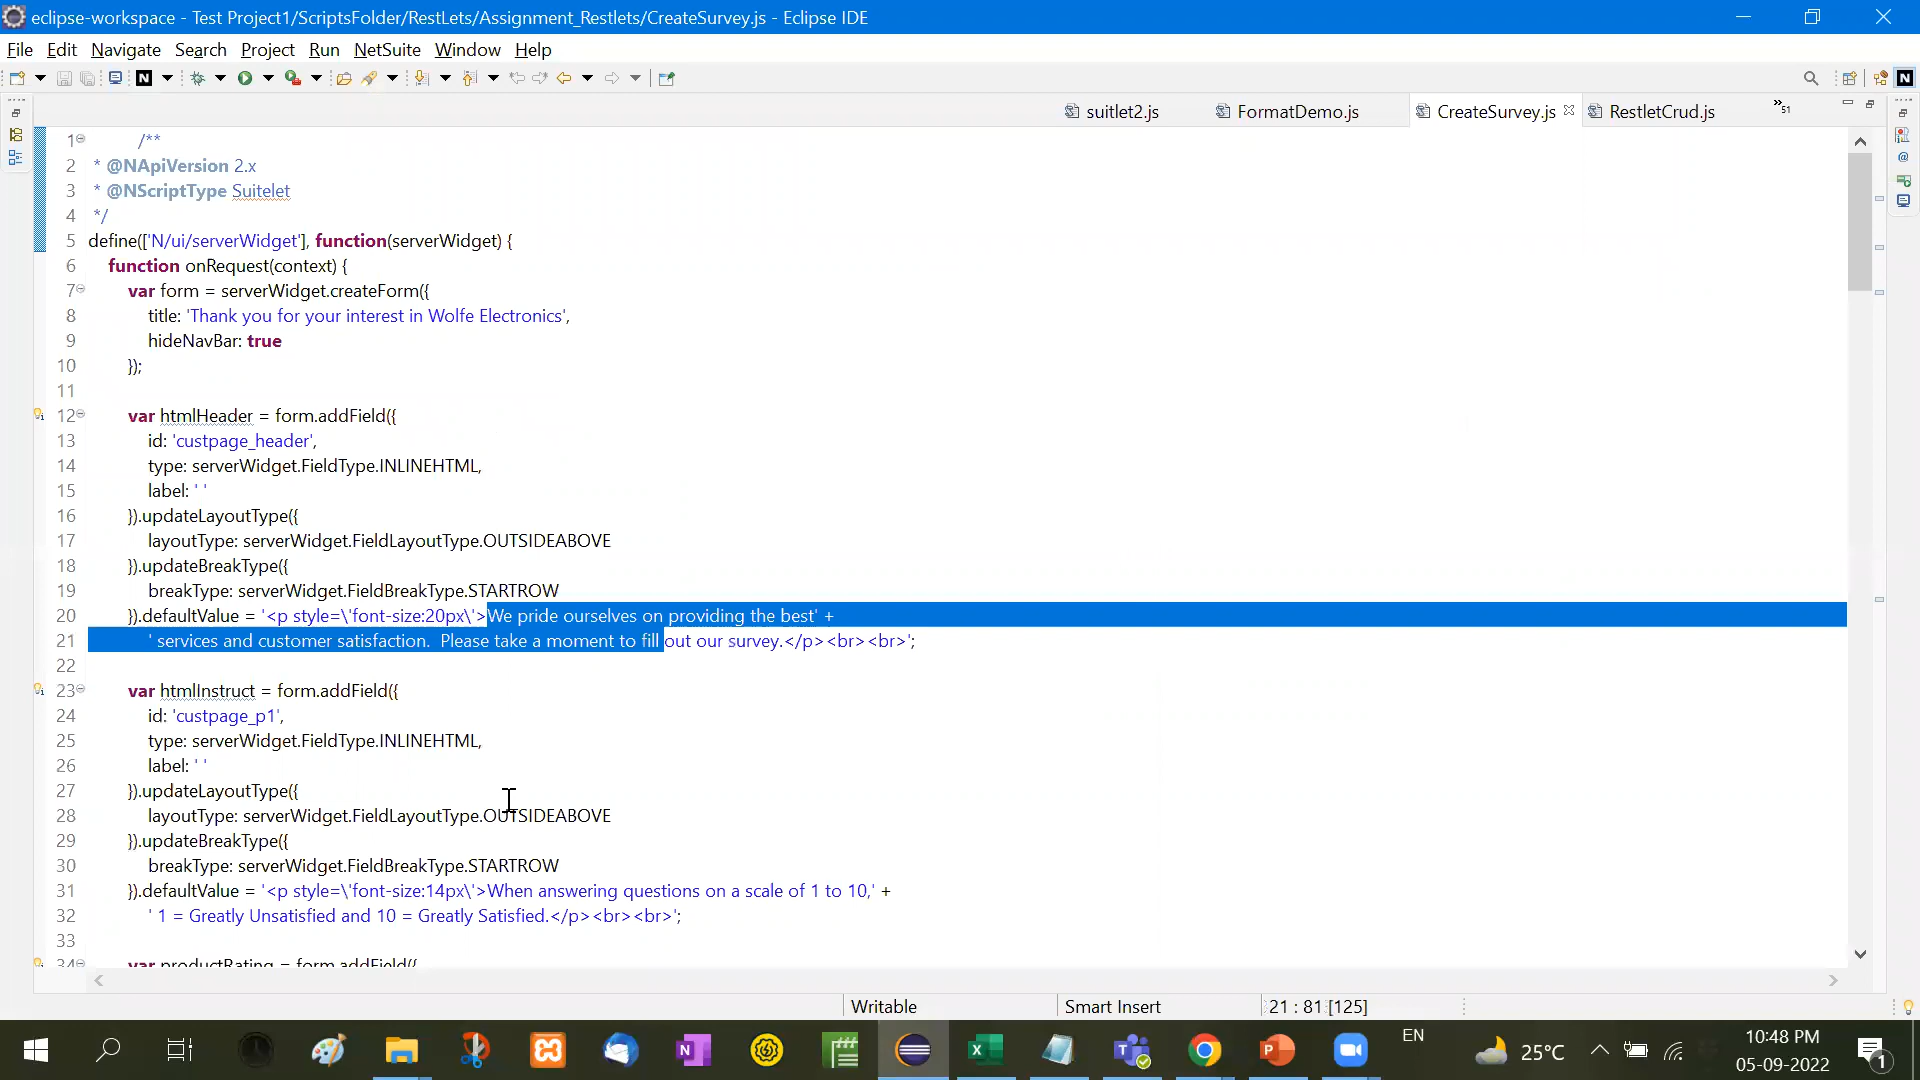 eclipse-workspace - Test Project1/ScriptsFolder/RestLets/Assignment_Restlets/CreateSurvey.js - Eclipse IDE
File Edit Navigate Search Project Run NetSuite Window Help
N
N
suitlet2.js FormatDemo.js CreateSurvey.js RestletCrud.js »51
1 /**
2 * @NApiVersion 2.x
3 * @NScriptType Suitelet
4 */
5 define(['N/ui/serverWidget'], function(serverWidget) {
6 function onRequest(context) {
7 var form = serverWidget.createForm({
8 title: 'Thank you for your interest in Wolfe Electronics',
9 hideNavBar: true
10 });
11
12 var htmlHeader = form.addField({
13 id: 'custpage_header',
14 type: serverWidget.FieldType.INLINEHTML,
15 label: ' '
16 }).updateLayoutType({
17 layoutType: serverWidget.FieldLayoutType.OUTSIDEABOVE
18 }).updateBreakType({
19 breakType: serverWidget.FieldBreakType.STARTROW
20 }).defaultValue = '<p style=\'font-size:20px\'>We pride ourselves on providing the best' +
21 ' services and customer satisfaction.  Please take a moment to fill out our survey.</p><br><br>';
22
23 var htmlInstruct = form.addField({
24 id: 'custpage_p1',
25 type: serverWidget.FieldType.INLINEHTML,
26 label: ' '
27 }).updateLayoutType({
28 layoutType: serverWidget.FieldLayoutType.OUTSIDEABOVE
29 }).updateBreakType({
30 breakType: serverWidget.FieldBreakType.STARTROW
31 }).defaultValue = '<p style=\'font-size:14px\'>When answering questions on a scale of 1 to 10,' +
32 ' 1 = Greatly Unsatisfied and 10 = Greatly Satisfied.</p><br><br>';
33
34 var productRating = form.addField({
Writable Smart Insert 21 : 81 [125]
EN
25°C
10:48 PM
05-09-2022
1